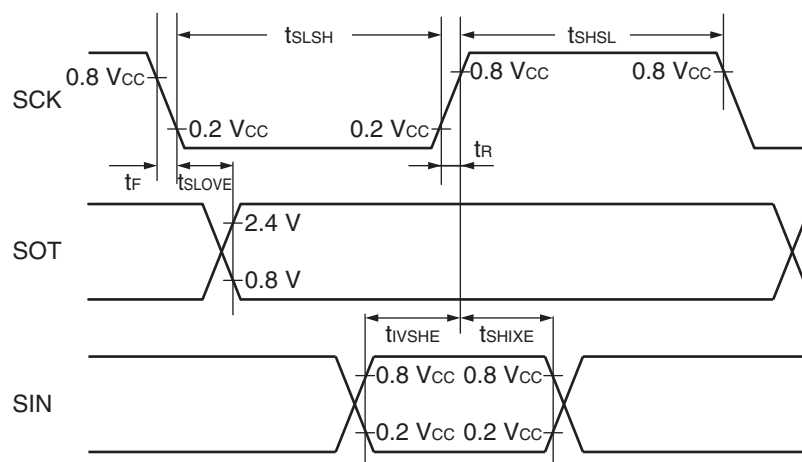 tSLSH tSHSL
0.8 VCC 0.8 VCC 0.8 VCC
SCK
0.2 VCC 0.2 VCC
tR
tF tSLOVE
2.4 V
SOT
0.8 V
tIVSHE tSHIXE
0.8 VCC 0.8 VCC
SIN
0.2 VCC 0.2 VCC